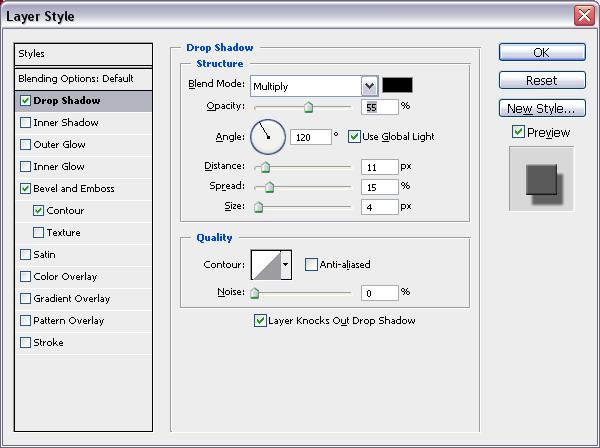 Layer Style
Styles
Blending Options: Default
Drop Shadow
Inner Shadow
Outer Glow
Inner Glow
Bevel and Emboss
Contour
Texture
Satin
Color Overlay
Gradient Overlay
Pattern Overlay
Stroke
Drop Shadow
Structure
Blend Mode: Multiply
Opacity: 55 %
Angle: 120 ° Use Global Light
Distance: 11 px
Spread: 15 %
Size: 4 px
Quality
Contour: Anti-aliased
Noise: 0 %
Layer Knocks Out Drop Shadow
OK
Reset
New Style...
Preview